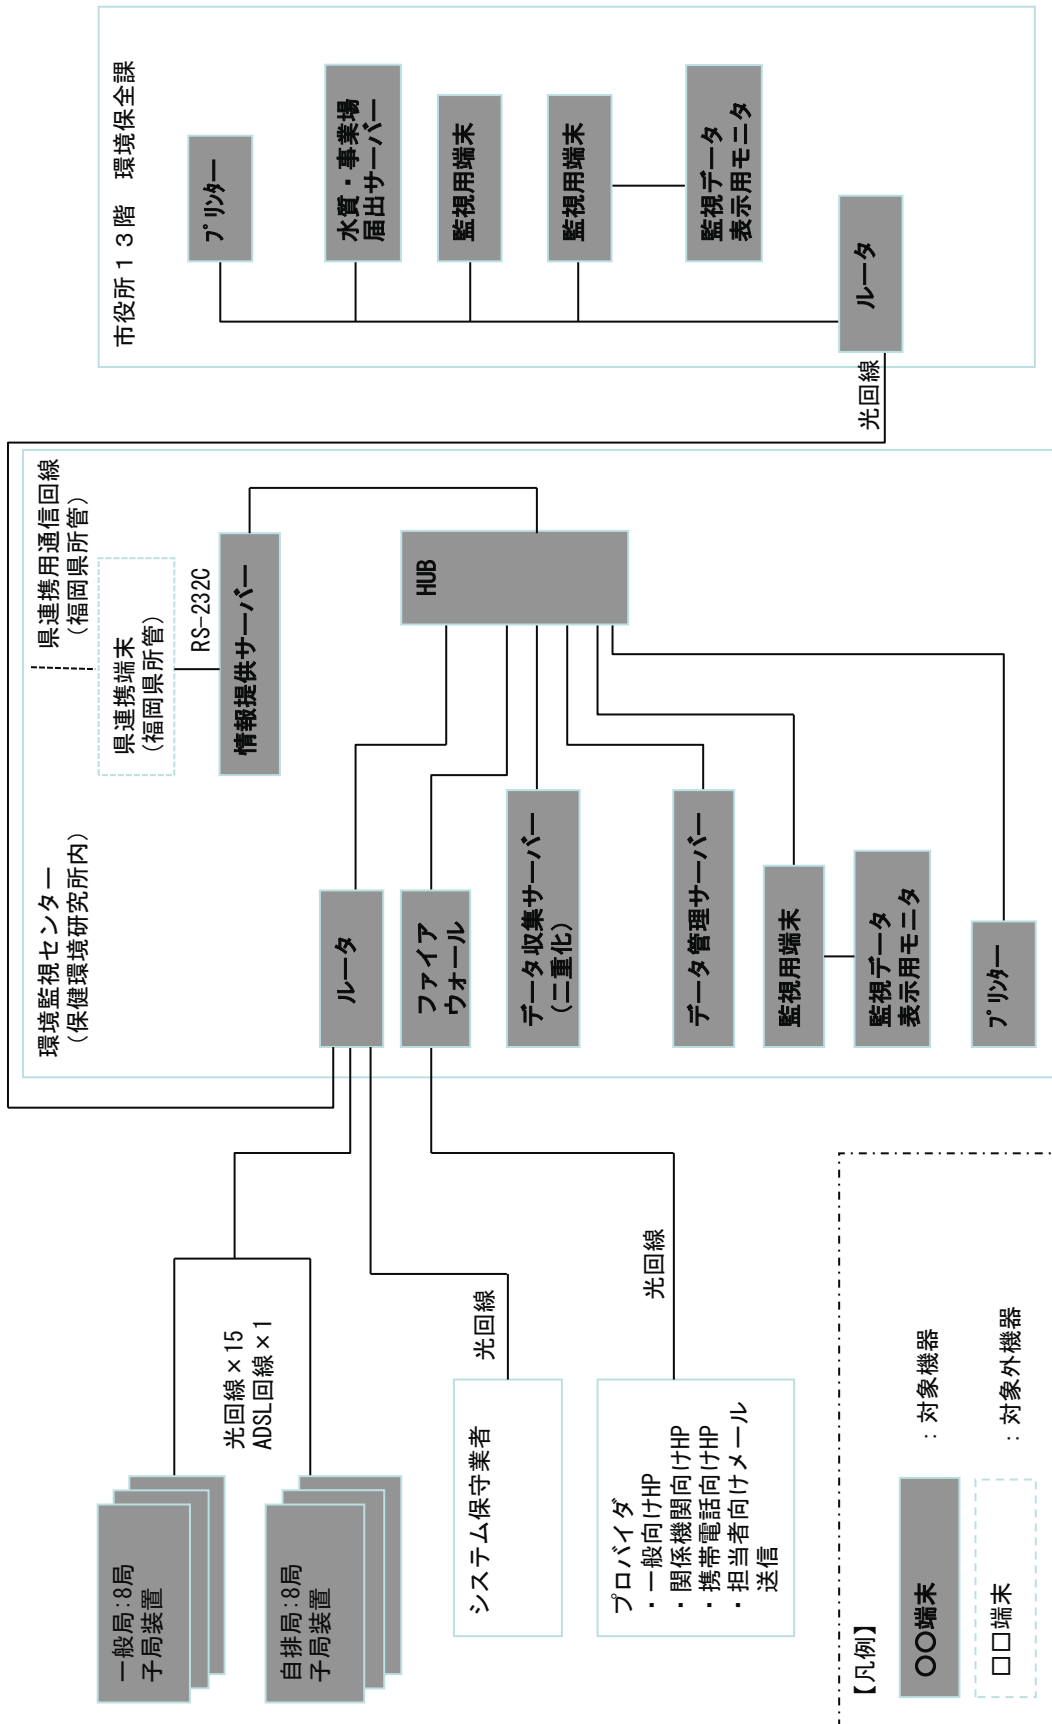 一般局:8局
子局装置
自排局:8局
子局装置
光回線×15
ADSL回線×1
システム保守業者
光回線
プロバイダ
・一般向けHP
・関係機関向けHP
・携帯電話向けHP
・担当者向けメール
送信
光回線
【凡例】
○○端末
:対象機器
□□端末
:対象外機器
環境監視センター
(保健環境研究所内)
県連携用通信回線
(福岡県所管)
県連携端末
(福岡県所管)
RS-232C
情報提供サーバー
HUB
ルータ
ファイア
ウォール
データ収集サーバー
(二重化)
データ管理サーバー
監視用端末
監視データ
表示用モニタ
プリンター
市役所13階 環境保全課
プリンター
水質・事業場
届出サーバー
監視用端末
監視用端末
監視データ
表示用モニタ
ルータ
光回線